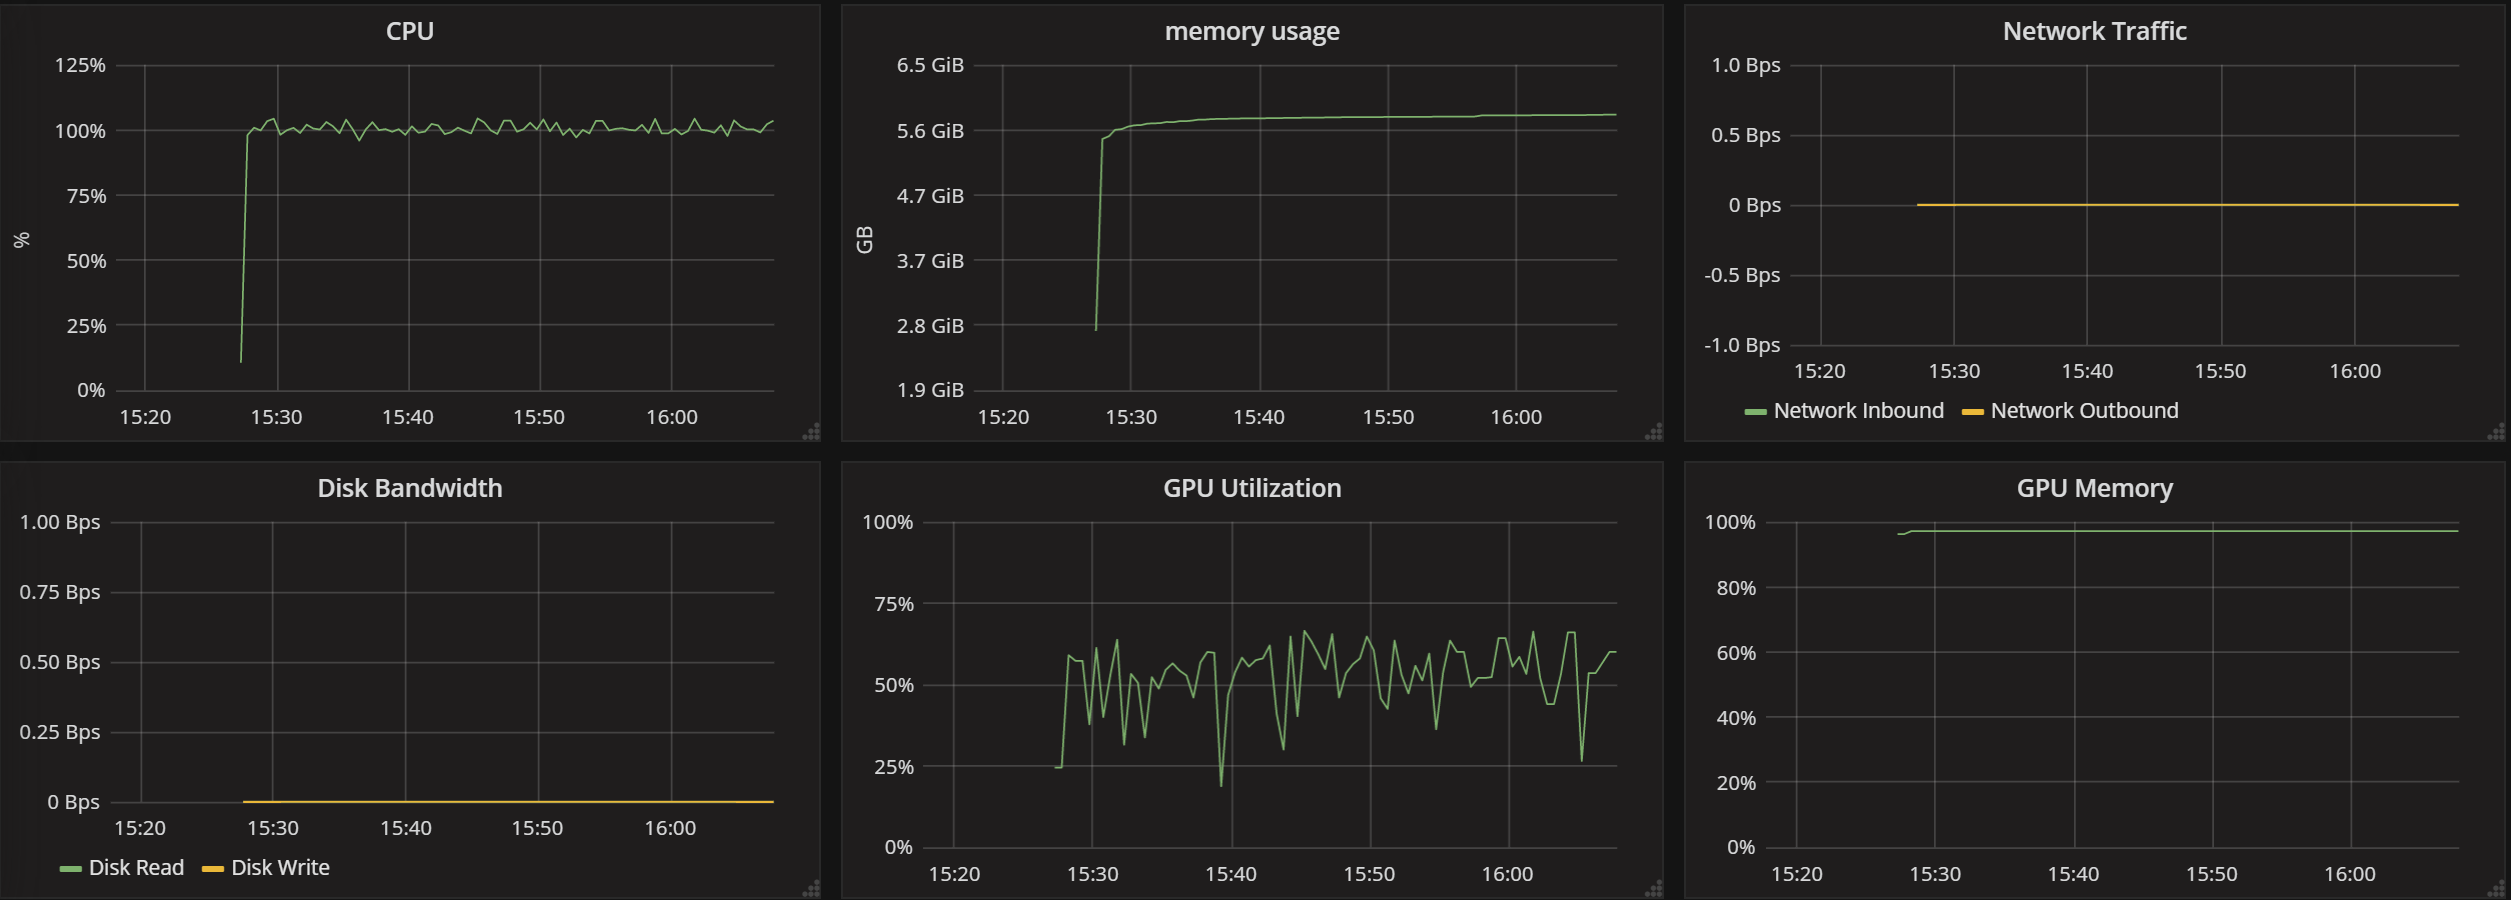 CPU
125%
100%
75%
50%
25%
0%
%
15:20 15:30 15:40 15:50 16:00
memory usage
6.5 GiB
5.6 GiB
4.7 GiB
3.7 GiB
2.8 GiB
1.9 GiB
GB
15:20 15:30 15:40 15:50 16:00
Network Traffic
1.0 Bps
0.5 Bps
0 Bps
-0.5 Bps
-1.0 Bps
15:20 15:30 15:40 15:50 16:00
Network Inbound Network Outbound
Disk Bandwidth
1.00 Bps
0.75 Bps
0.50 Bps
0.25 Bps
0 Bps
15:20 15:30 15:40 15:50 16:00
Disk Read Disk Write
GPU Utilization
100%
75%
50%
25%
0%
15:20 15:30 15:40 15:50 16:00
GPU Memory
100%
80%
60%
40%
20%
0%
15:20 15:30 15:40 15:50 16:00